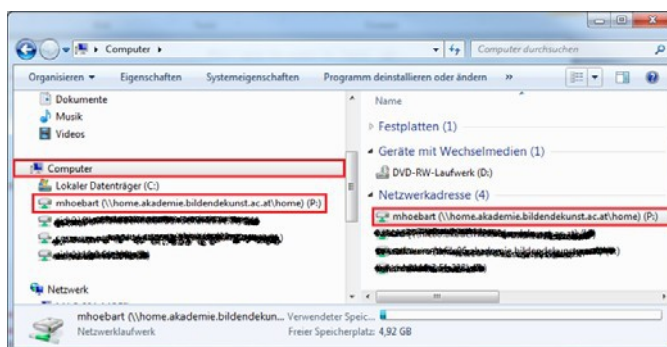 Computer
Computer durchsuchen
Organisieren
Eigenschaften
Systemeigenschaften
Programm deinstallieren oder ändern
»
Dokumente
Musik
Videos
Computer
Lokaler Datenträger (C:)
mhoebart (\\home.akademie.bildendekunst.ac.at\home) (P:)
Netzwerk
Name
Festplatten (1)
Geräte mit Wechselmedien (1)
DVD-RW-Laufwerk (D:)
Netzwerkadresse (4)
mhoebart (\\home.akademie.bildendekunst.ac.at\home) (P:)
mhoebart (\\home.akademie.bildendekun... Verwendeter Speic...
Netzwerklaufwerk Freier Speicherplatz: 4,92 GB